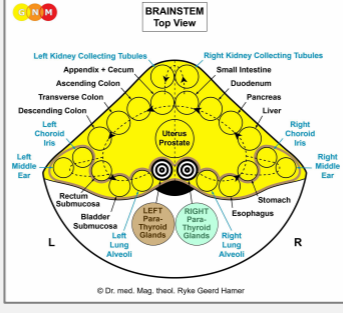 G N M
BRAINSTEM
Top View
Left Kidney Collecting Tubules
Right Kidney Collecting Tubules
Appendix + Cecum
Small Intestine
Ascending Colon
Duodenum
Transverse Colon
Pancreas
Descending Colon
Liver
Left
Choroid
Iris
Uterus
Prostate
Right
Choroid
Iris
Left
Middle
Ear
Right
Middle
Ear
Rectum
Submucosa
Stomach
Bladder
Submucosa
Esophagus
LEFT
Para-
Thyroid
Glands
RIGHT
Para-
Thyroid
Glands
Left
Lung
Alveoli
Right
Lung
Alveoli
L
R
© Dr. med. Mag. theol. Ryke Geerd Hamer